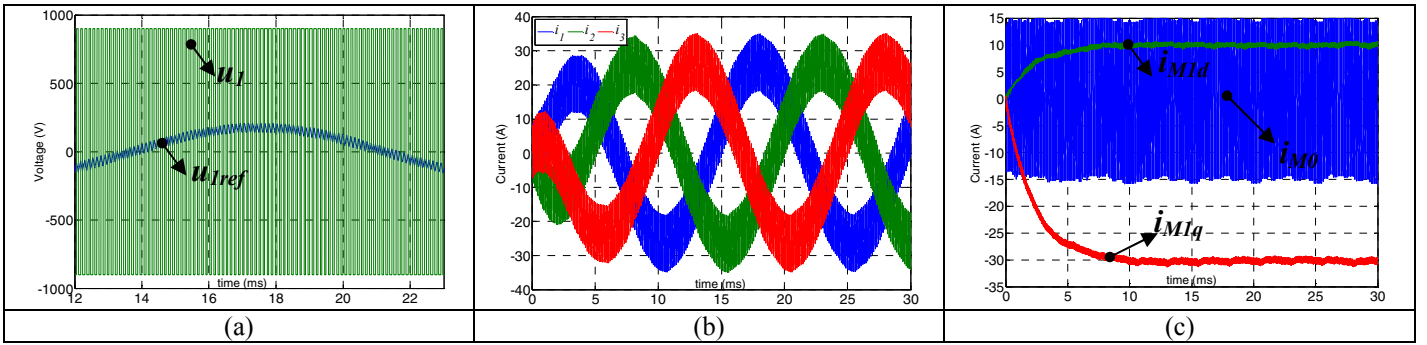 1000
500
0
-500
-1000
Voltage (V)
u1
u1ref
time (ms)
12 14 16 18 20 22
(a)
40
30
20
10
0
-10
-20
-30
-40
Current (A)
i1 i2 i3
time (ms)
0 5 10 15 20 25 30
(b)
15
10
5
0
-5
-10
-15
-20
-25
-30
-35
Current (A)
iM1d
iM0
iM1q
time (ms)
0 5 10 15 20 25 30
(c)